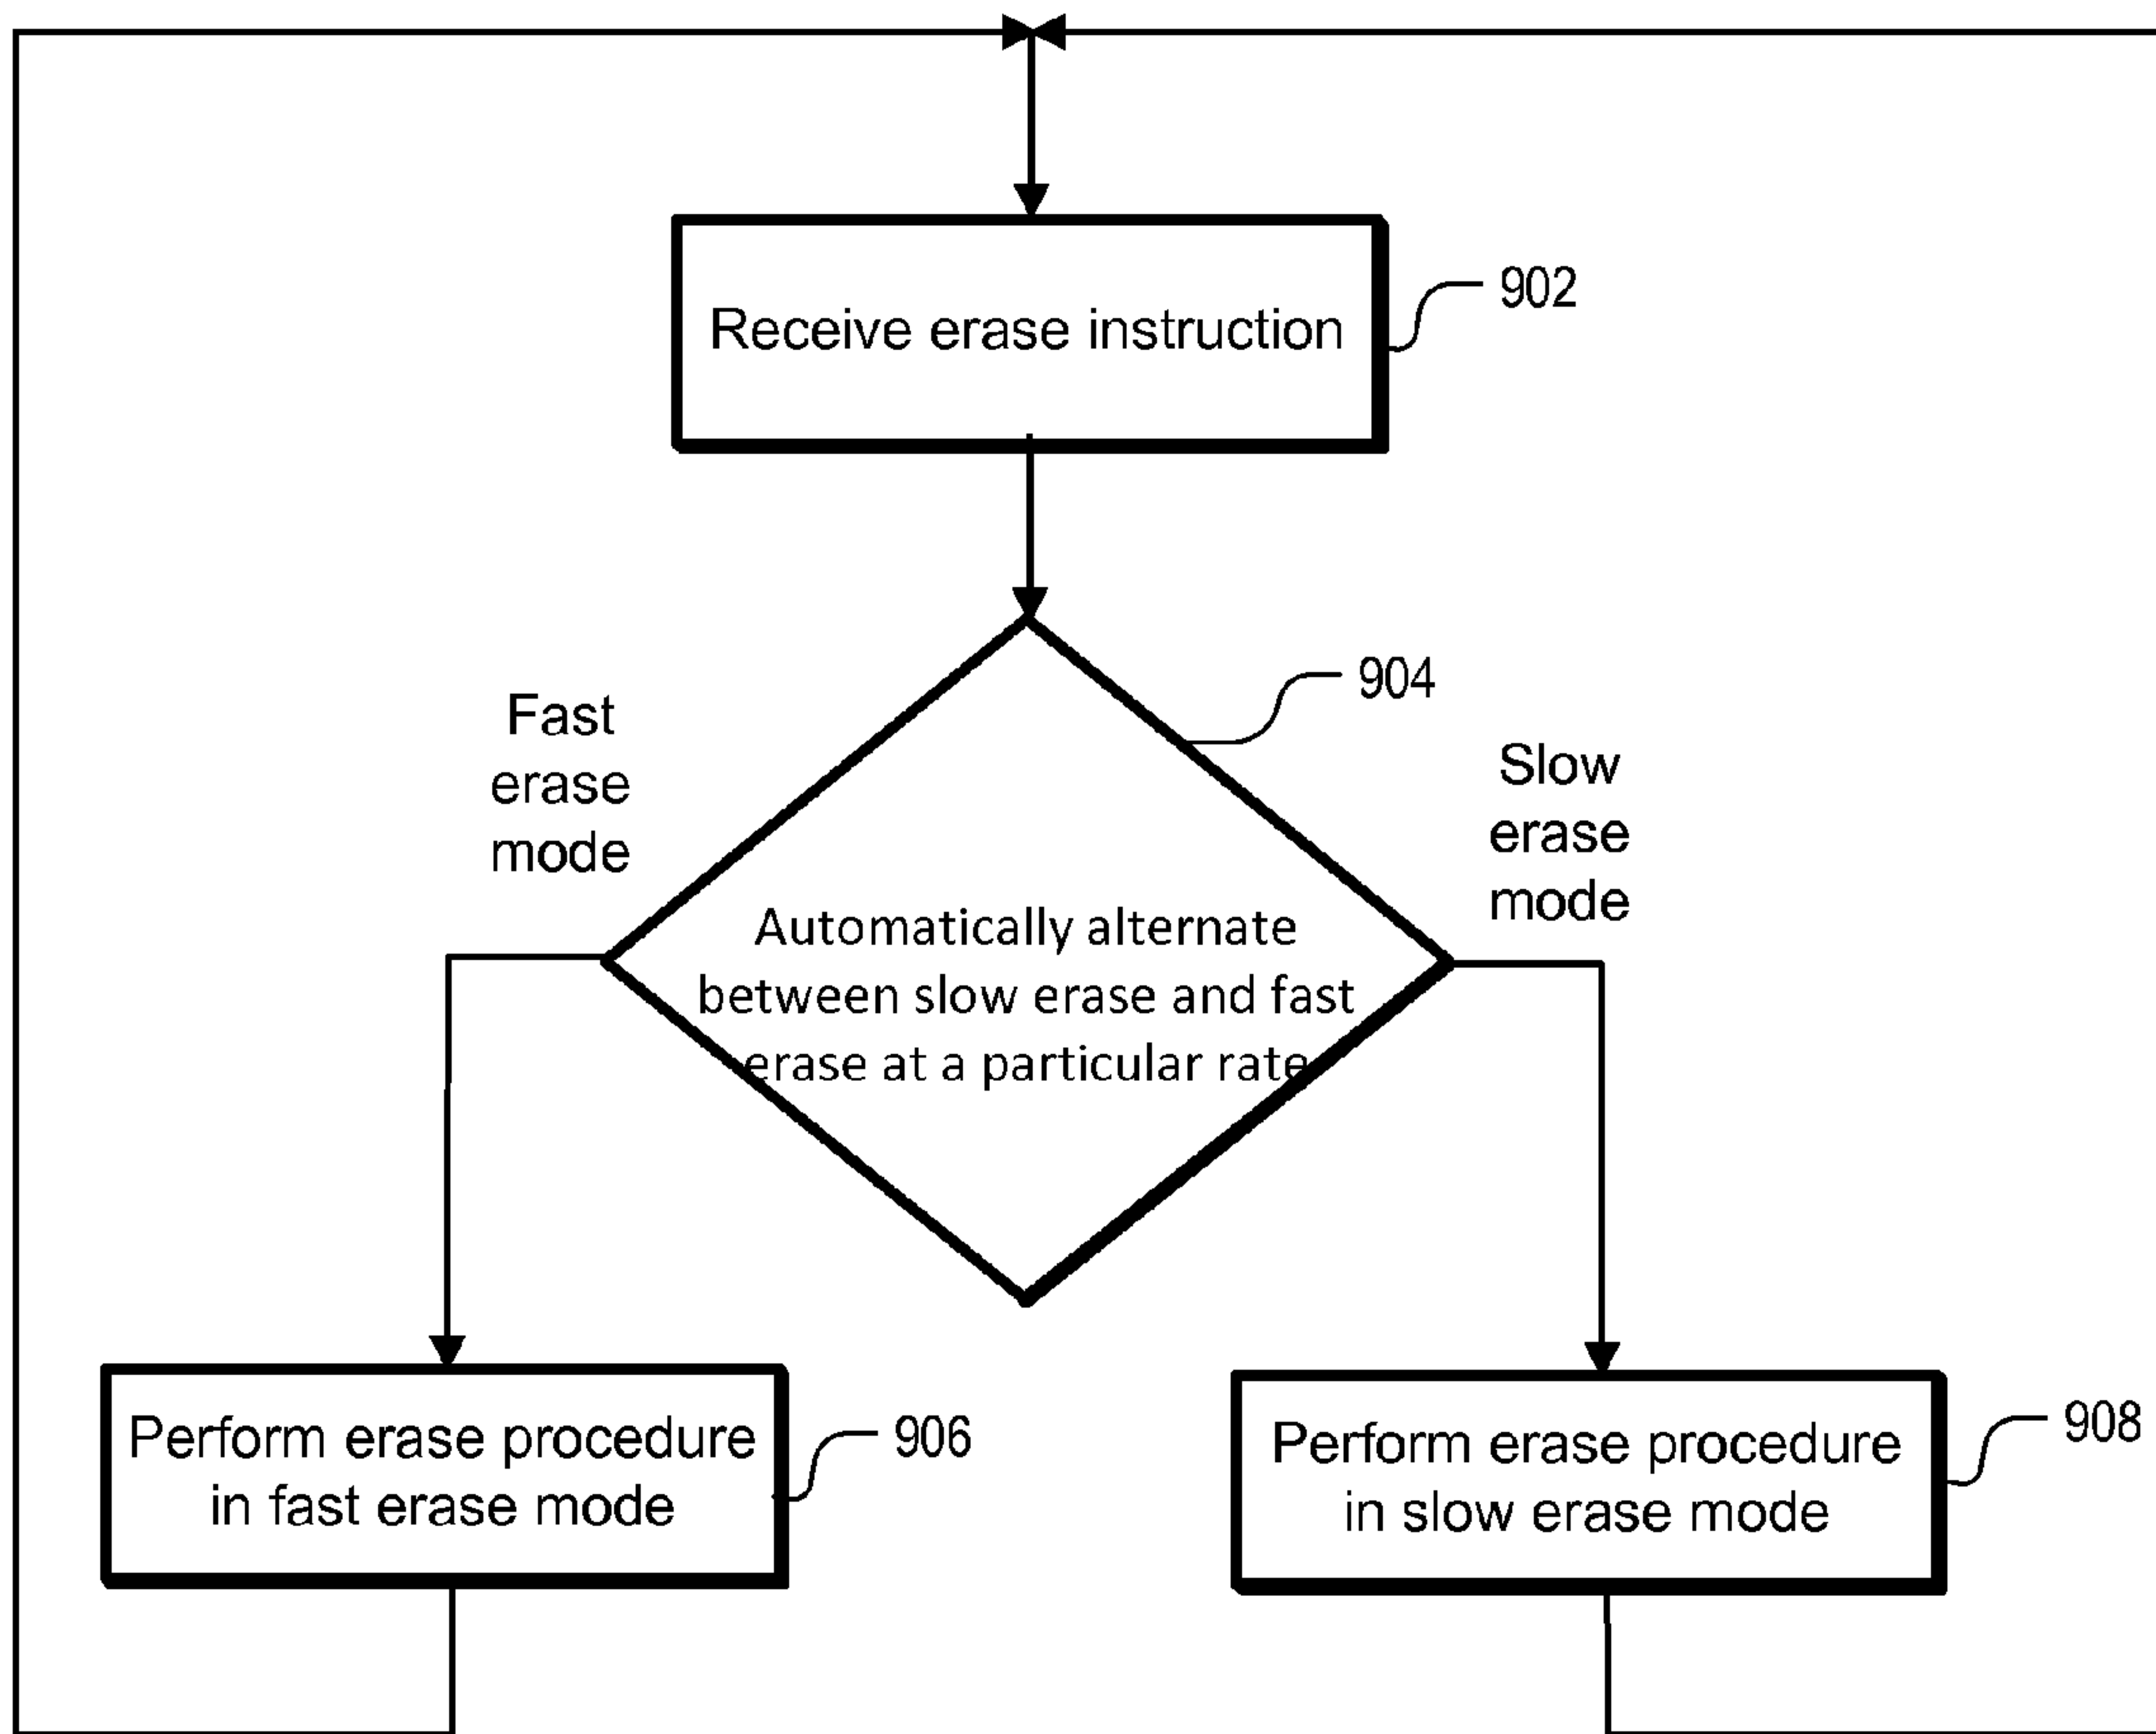 Receive erase instruction
902
904
Fast
erase
mode
Slow
erase
mode
Automatically alternate
between slow erase and fast
erase at a particular rate
Perform erase procedure
in fast erase mode
906
Perform erase procedure
in slow erase mode
908